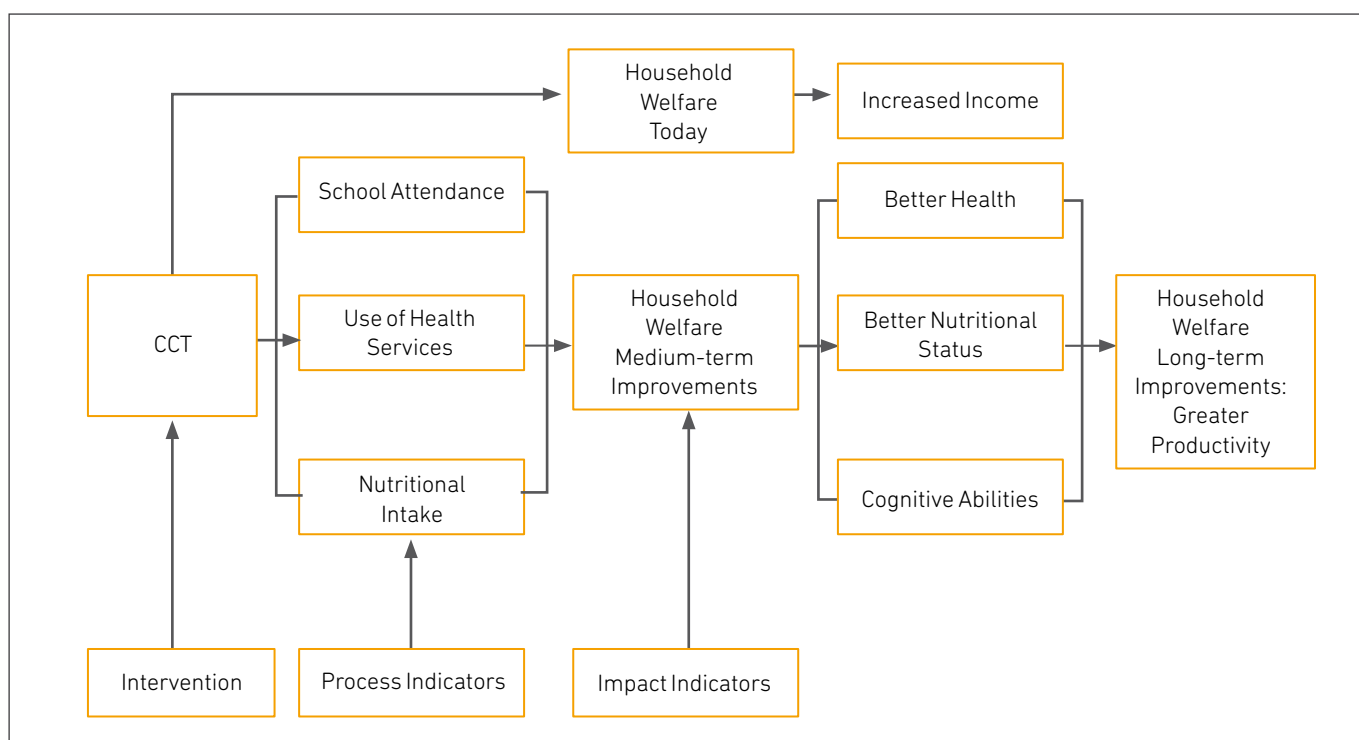 Household
Welfare
Today
Increased Income
School Attendance
Better Health
CCT
Use of Health
Services
Household
Welfare
Medium-term
Improvements
Better Nutritional
Status
Household
Welfare
Long-term
Improvements:
Greater
Productivity
Nutritional
Intake
Cognitive Abilities
Intervention
Process Indicators
Impact Indicators